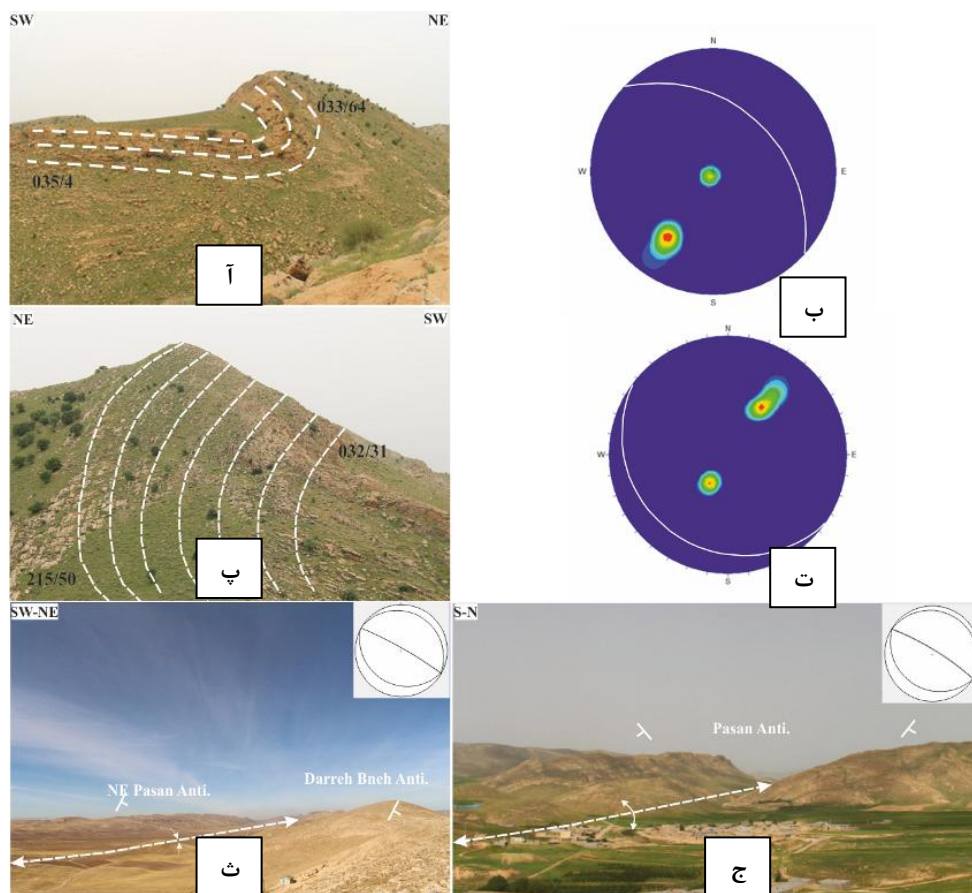 SW NE
033/64
035/4
آ
N
W E
S
ب
NE SW
032/31
215/50
پ
N
W E
S
ت
SW-NE
NE Pasan Anti.
Darreh Bneh Anti.
ث
S-N
Pasan Anti.
ج